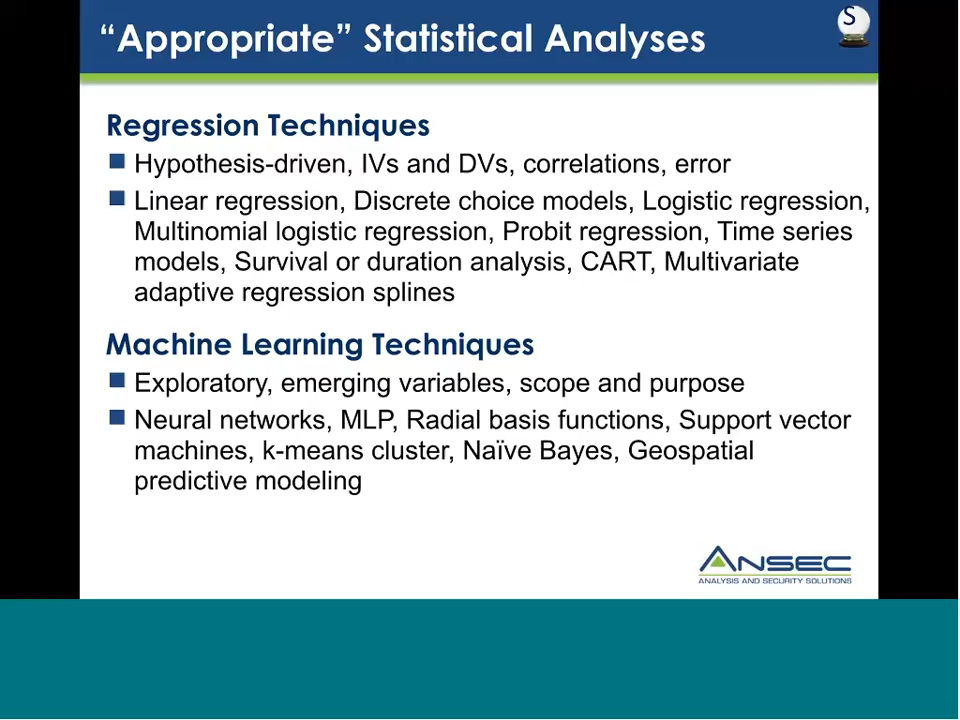 “Appropriate” Statistical Analyses
S
Regression Techniques
Hypothesis-driven, IVs and DVs, correlations, error
Linear regression, Discrete choice models, Logistic regression,
Multinomial logistic regression, Probit regression, Time series
models, Survival or duration analysis, CART, Multivariate
adaptive regression splines
Machine Learning Techniques
Exploratory, emerging variables, scope and purpose
Neural networks, MLP, Radial basis functions, Support vector
machines, k-means cluster, Naïve Bayes, Geospatial
predictive modeling
ANSEC
ANALYSIS AND SECURITY SOLUTIONS